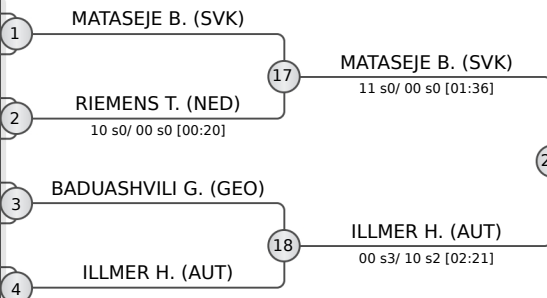 MATASEJE B. (SVK)
1
MATASEJE B. (SVK)
17
11 s0/ 00 s0 [01:36]
RIEMENS T. (NED)
2
10 s0/ 00 s0 [00:20]
2
BADUASHVILI G. (GEO)
3
ILLMER H. (AUT)
18
00 s3/ 10 s2 [02:21]
ILLMER H. (AUT)
4